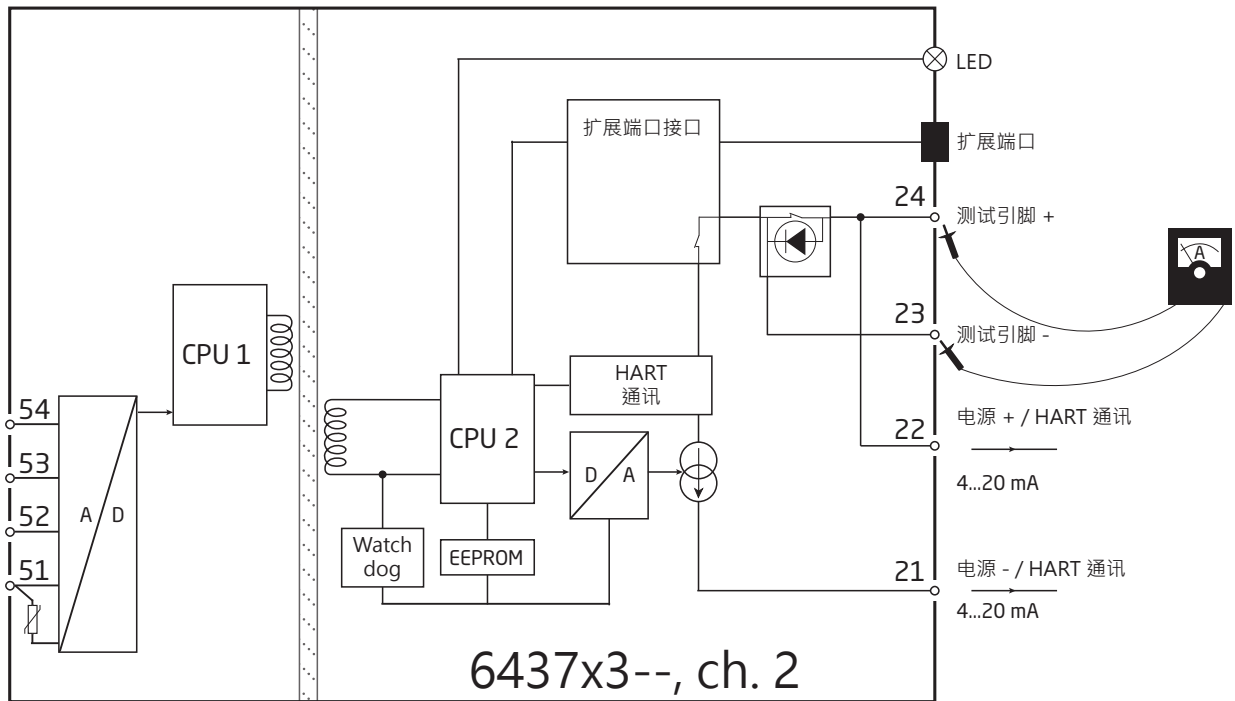 LED
扩展端口接口
扩展端口
24
测试引脚 +
A
23
测试引脚 -
CPU 1
HART
通讯
54
CPU 2
22
电源 + / HART 通讯
4...20 mA
53
D
A
52
A
D
Watch
dog
EEPROM
51
21
电源 - / HART 通讯
4...20 mA
6437x3--, ch. 2